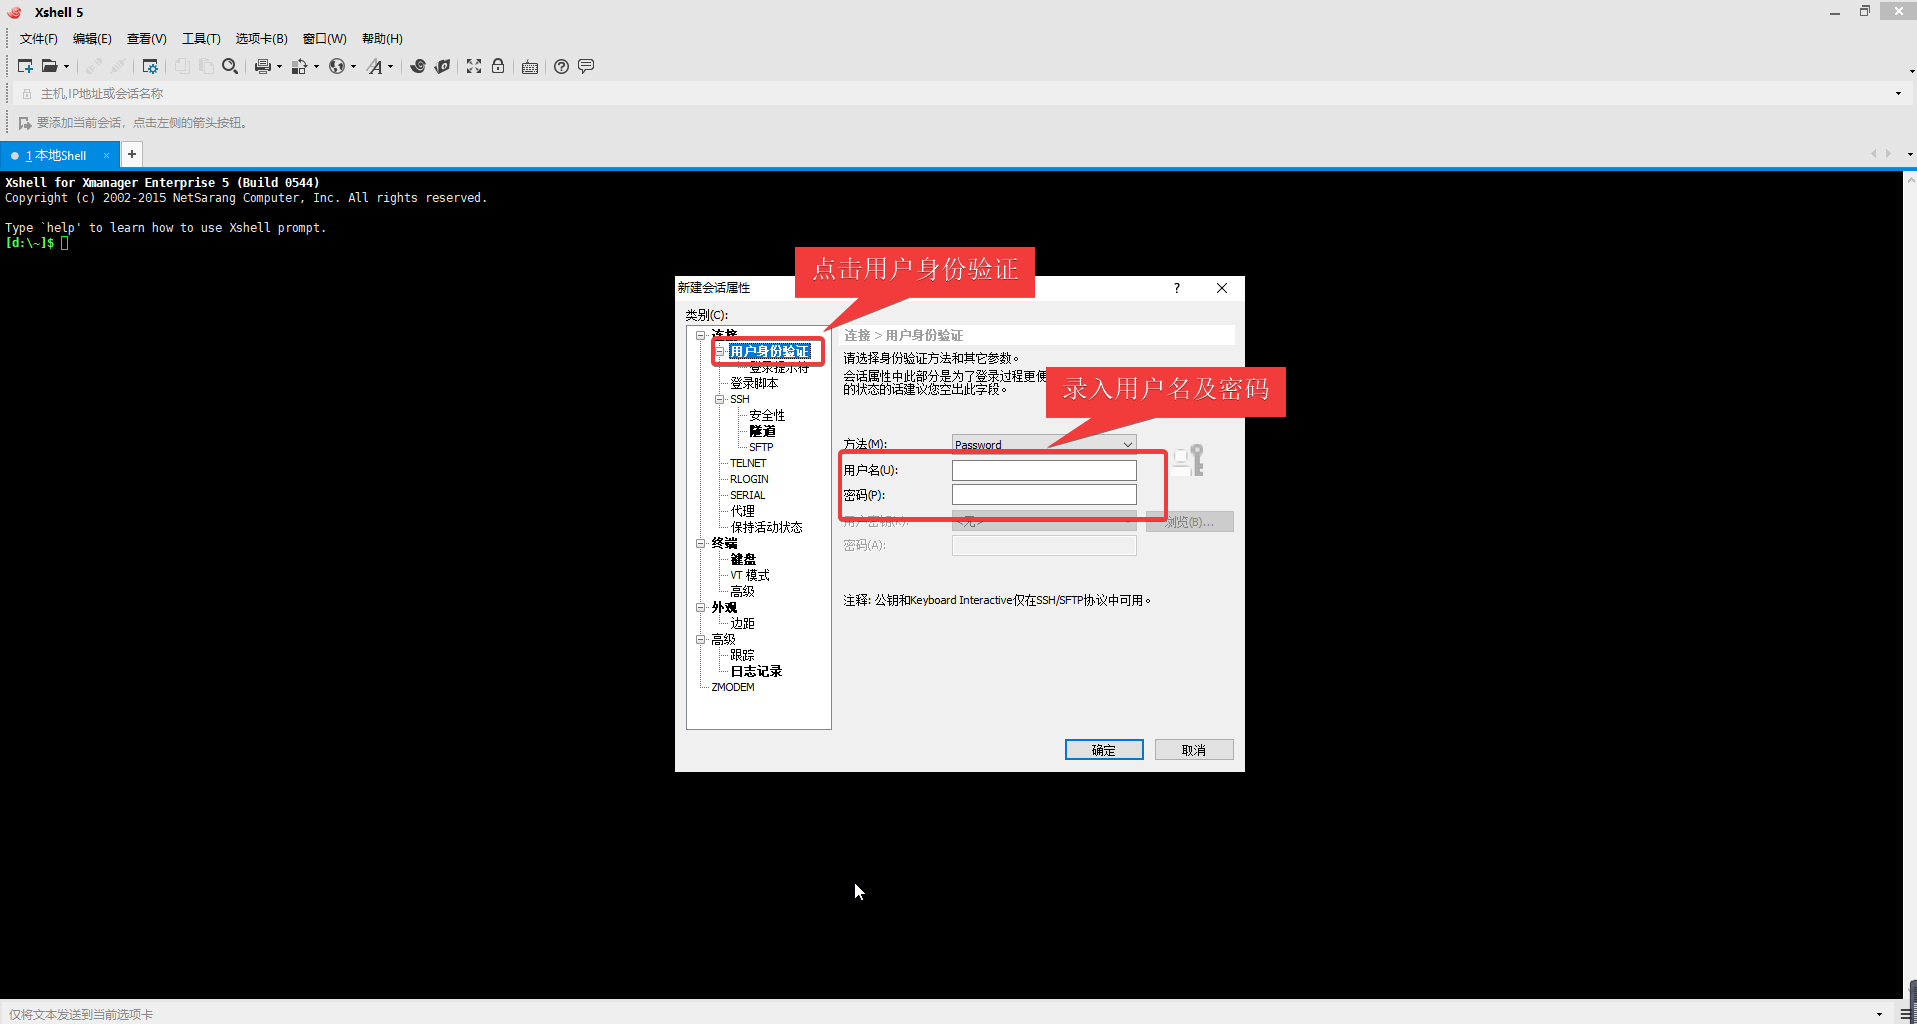 Xshell 5
文件(F) 编辑(E) 查看(V) 工具(T) 选项卡(B) 窗口(W) 帮助(H)
主机,IP地址或会话名称
要添加当前会话，点击左侧的箭头按钮。
1 本地Shell × +
Xshell for Xmanager Enterprise 5 (Build 0544)
Copyright (c) 2002-2015 NetSarang Computer, Inc. All rights reserved.
Type `help' to learn how to use Xshell prompt.
[d:\~]$
点击用户身份验证
新建会话属性
类别(C):
连接
用户身份验证
登录提示符
登录脚本
SSH
安全性
隧道
SFTP
TELNET
RLOGIN
SERIAL
代理
保持活动状态
终端
键盘
VT 模式
高级
外观
边距
高级
跟踪
日志记录
ZMODEM
连接 > 用户身份验证
请选择身份验证方法和其它参数。
会话属性中此部分是为了登录过程更便
的状态的话建议您空出此字段。
录入用户名及密码
方法(M): Password
用户名(U):
密码(P):
用户密钥(K): <无> 浏览(B)...
密码(A):
注释: 公钥和Keyboard Interactive仅在SSH/SFTP协议中可用。
确定 取消
仅将文本发送到当前选项卡